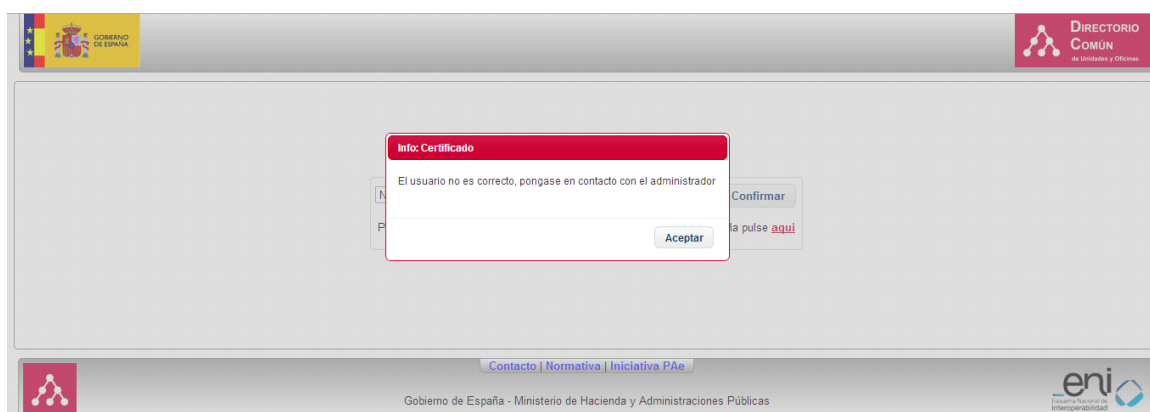 GOBIERNO
DE ESPAÑA
DIRECTORIO
COMÚN
de Unidades y Oficinas
Info: Certificado
El usuario no es correcto, pongase en contacto con el administrador
N
Confirmar
P
ia pulse aqui
Aceptar
Contacto | Normativa | Iniciativa PAe
Gobierno de España - Ministerio de Hacienda y Administraciones Públicas
eni
Esquema Nacional de
Interoperabilidad